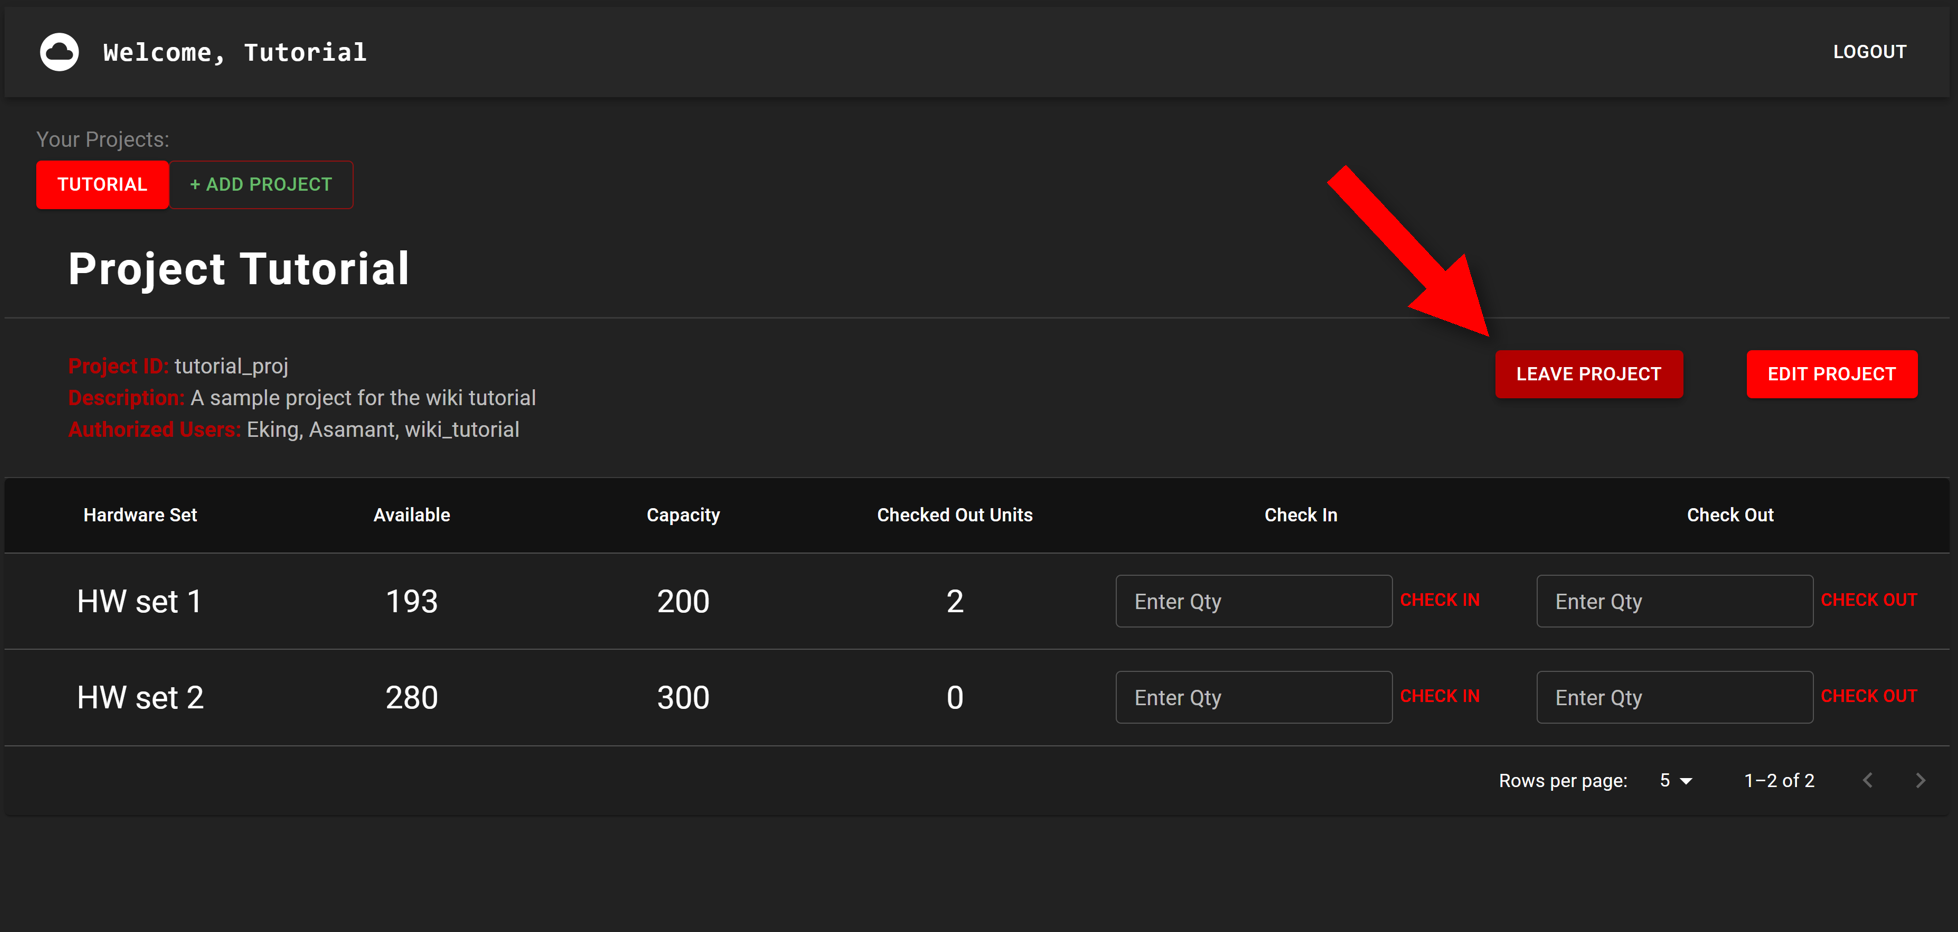 Welcome, Tutorial
LOGOUT
Your Projects:
TUTORIAL
+ ADD PROJECT
Project Tutorial
Project ID: tutorial_proj
Description: A sample project for the wiki tutorial
Authorized Users: Eking, Asamant, wiki_tutorial
LEAVE PROJECT
EDIT PROJECT
Hardware Set Available Capacity Checked Out Units Check In Check Out
HW set 1 193 200 2 Enter Qty CHECK IN Enter Qty CHECK OUT
HW set 2 280 300 0 Enter Qty CHECK IN Enter Qty CHECK OUT
Rows per page: 5 1–2 of 2